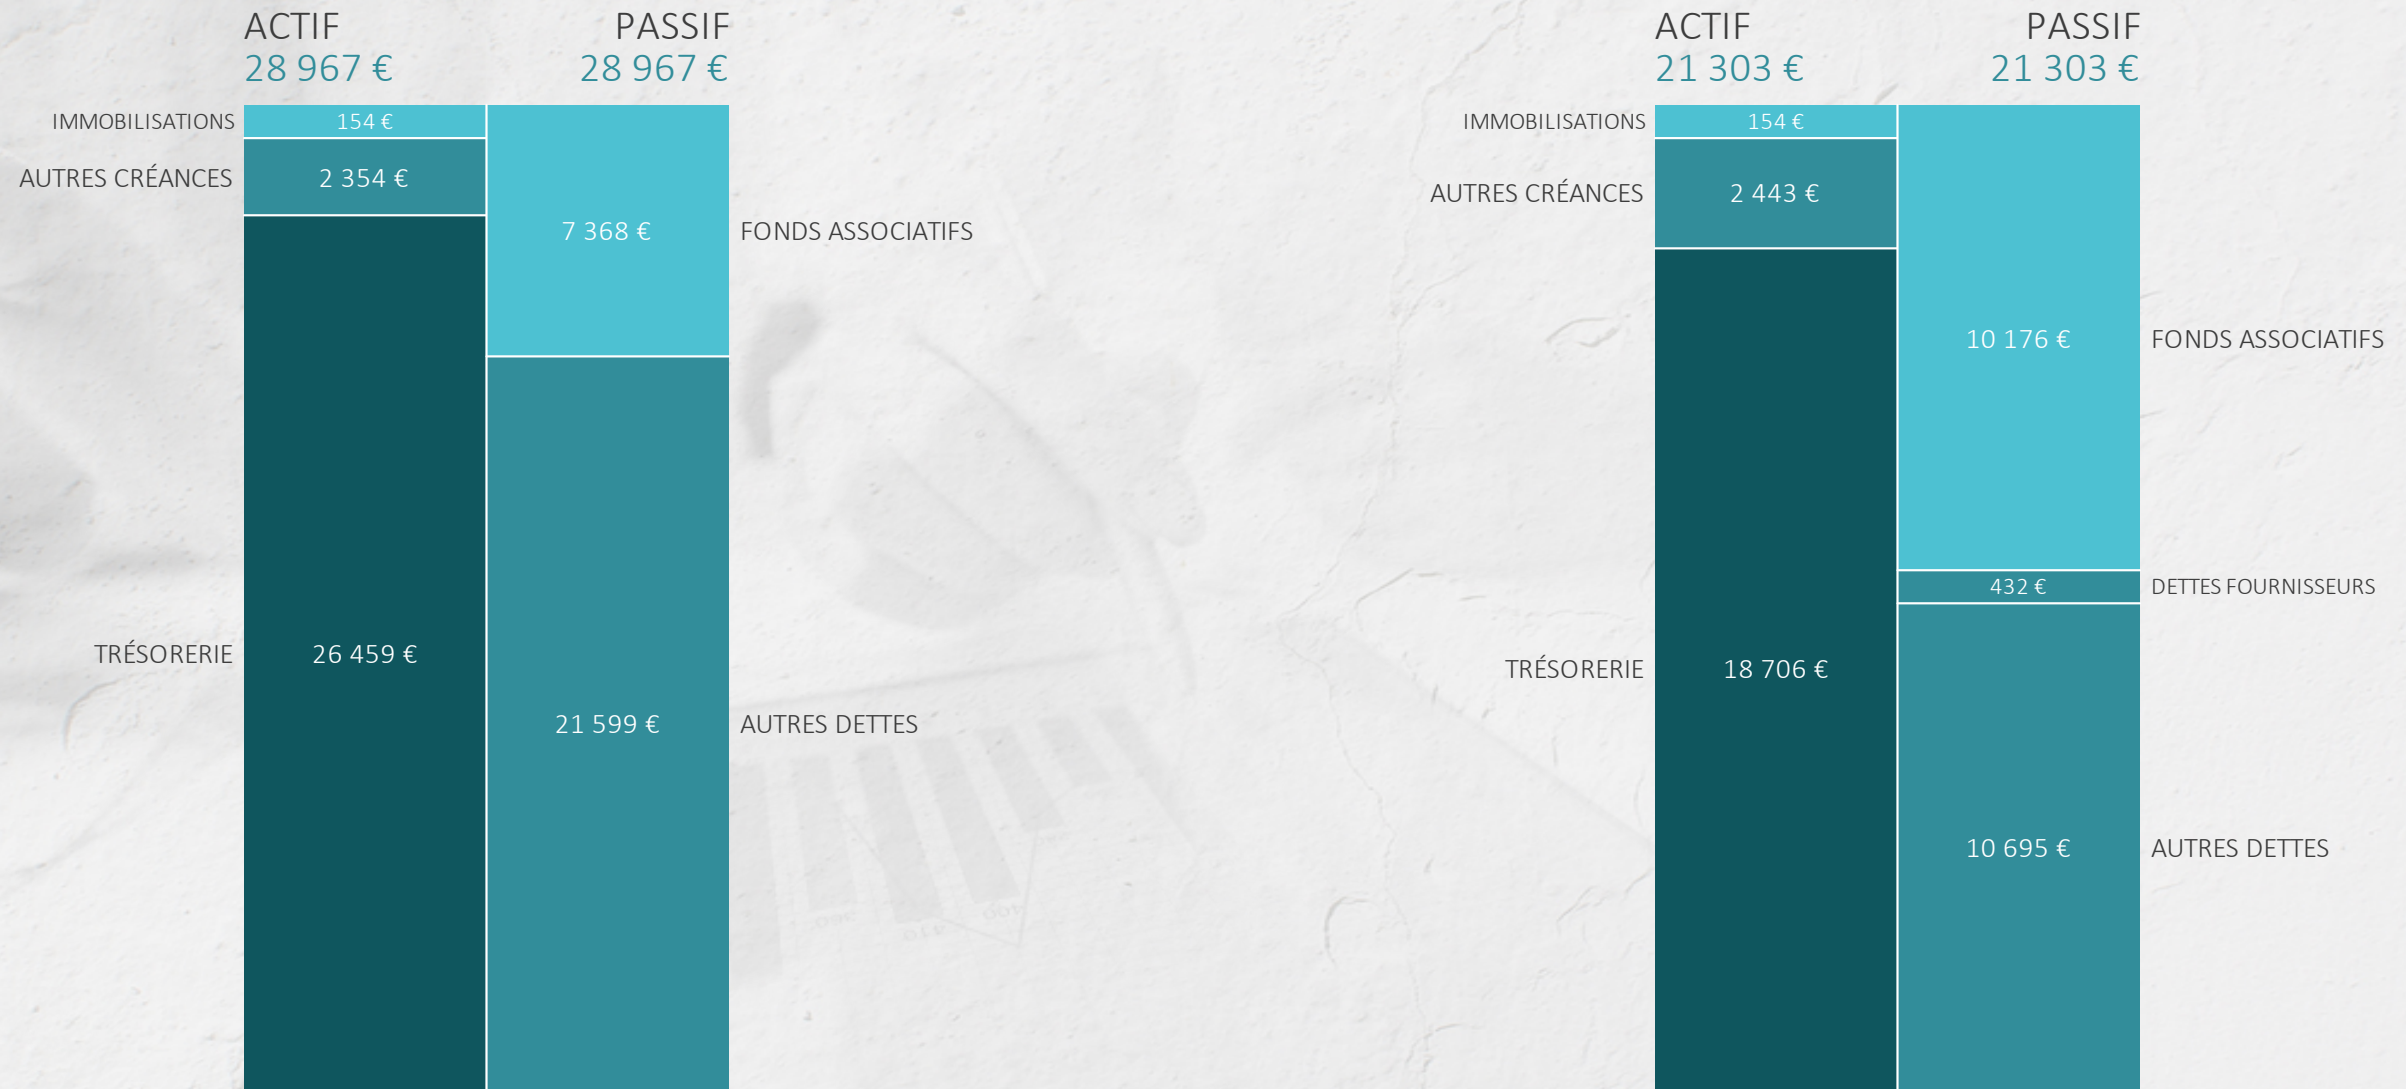 ACTIF
28 967 €
PASSIF
28 967 €
IMMOBILISATIONS
154 €
AUTRES CRÉANCES
2 354 €
7 368 €
FONDS ASSOCIATIFS
TRÉSORERIE
26 459 €
21 599 €
AUTRES DETTES
ACTIF
21 303 €
PASSIF
21 303 €
IMMOBILISATIONS
154 €
AUTRES CRÉANCES
2 443 €
10 176 €
FONDS ASSOCIATIFS
432 €
DETTES FOURNISSEURS
TRÉSORERIE
18 706 €
10 695 €
AUTRES DETTES